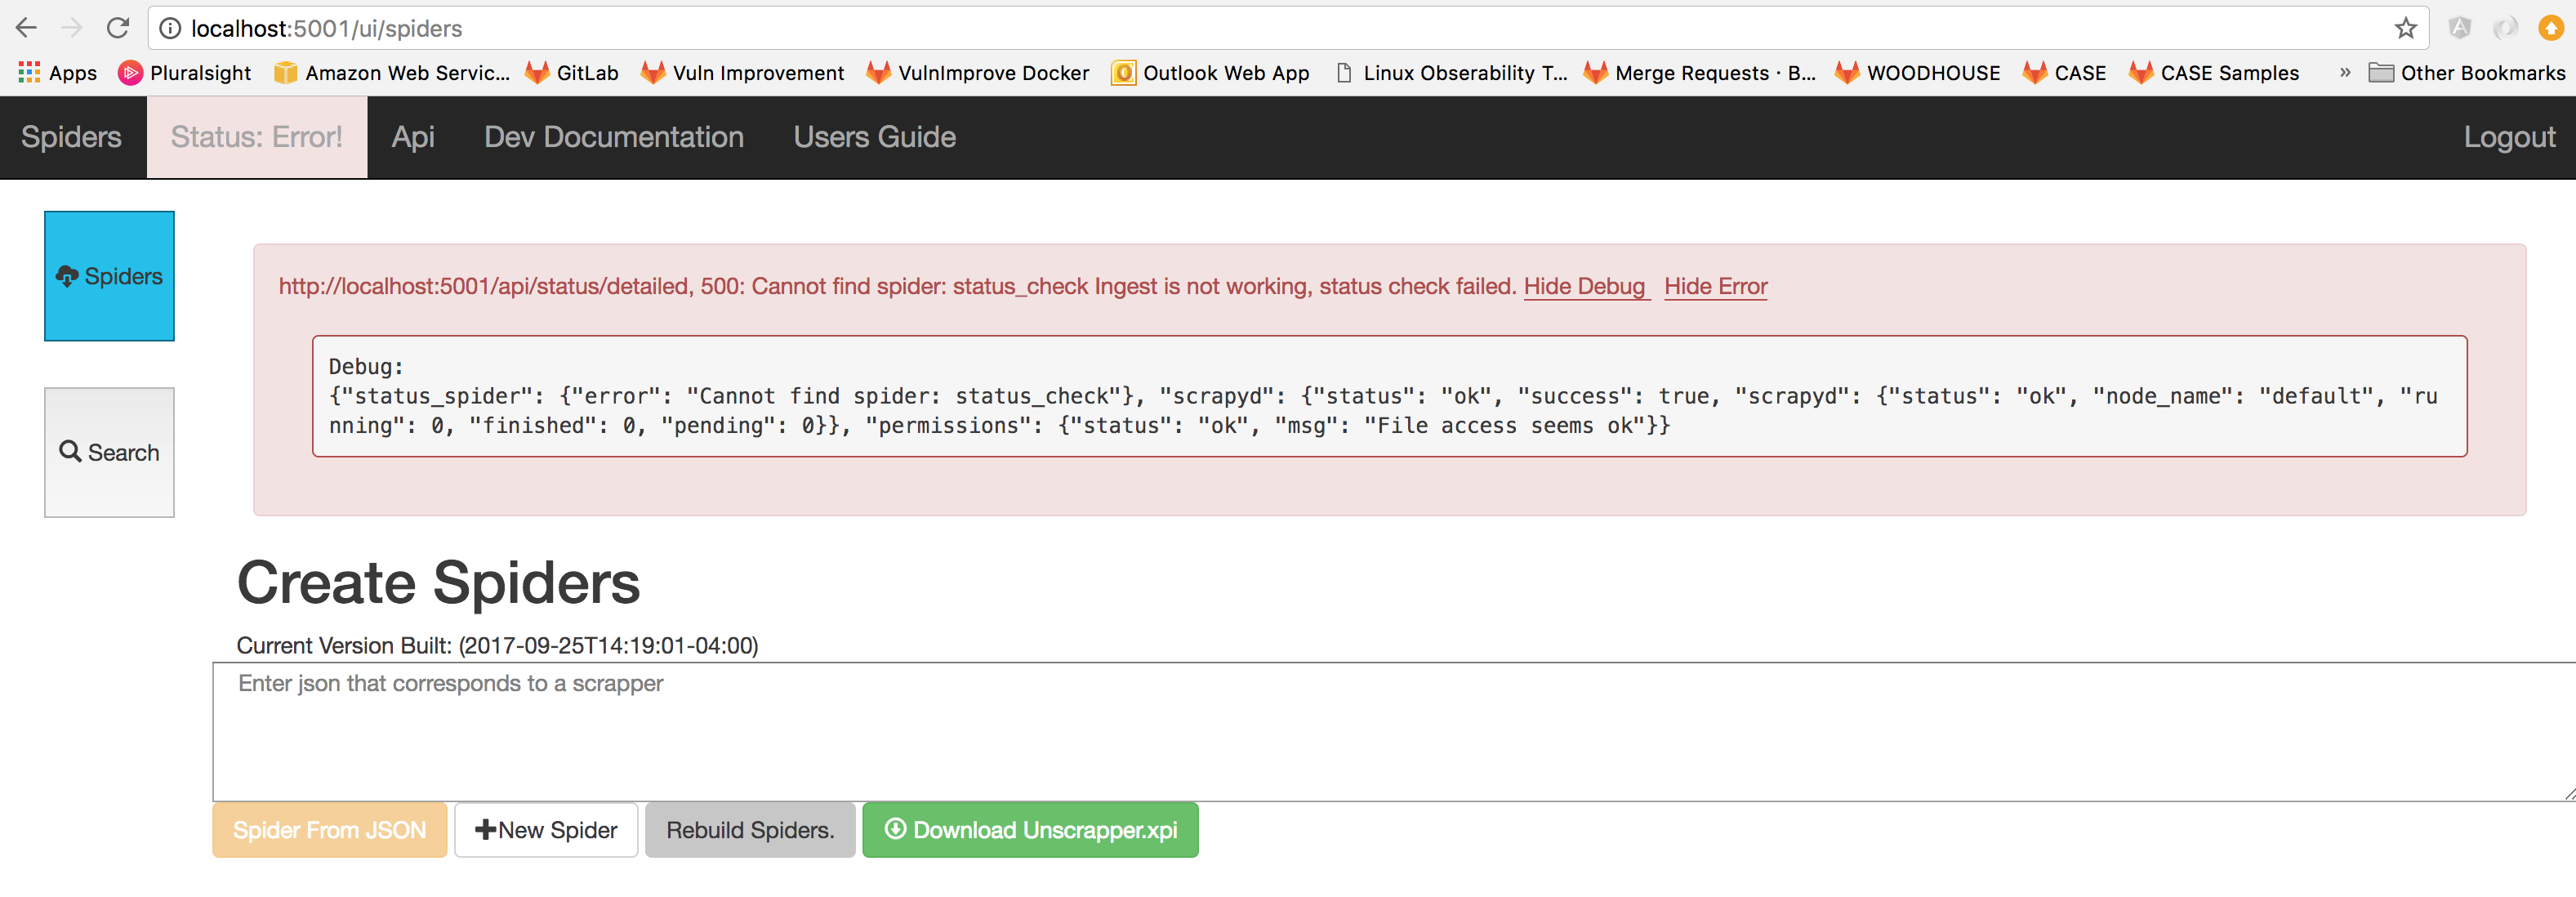 localhost:5001/ui/spiders
Apps Pluralsight Amazon Web Servic... GitLab Vuln Improvement VulnImprove Docker Outlook Web App Linux Obserability T... Merge Requests · B... WOODHOUSE CASE CASE Samples » Other Bookmarks
Spiders Status: Error! Api Dev Documentation Users Guide Logout
Spiders
Search
http://localhost:5001/api/status/detailed, 500: Cannot find spider: status_check Ingest is not working, status check failed. Hide Debug Hide Error
Debug:
{"status_spider": {"error": "Cannot find spider: status_check"}, "scrapyd": {"status": "ok", "success": true, "scrapyd": {"status": "ok", "node_name": "default", "ru
nning": 0, "finished": 0, "pending": 0}}, "permissions": {"status": "ok", "msg": "File access seems ok"}}
Create Spiders
Current Version Built: (2017-09-25T14:19:01-04:00)
Enter json that corresponds to a scrapper
Spider From JSON New Spider Rebuild Spiders. Download Unscrapper.xpi